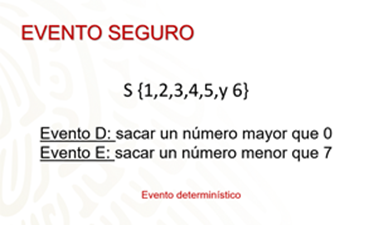 EVENTO SEGURO
S {1,2,3,4,5,y 6}
Evento D: sacar un número mayor que 0
Evento E: sacar un número menor que 7
Evento determinístico